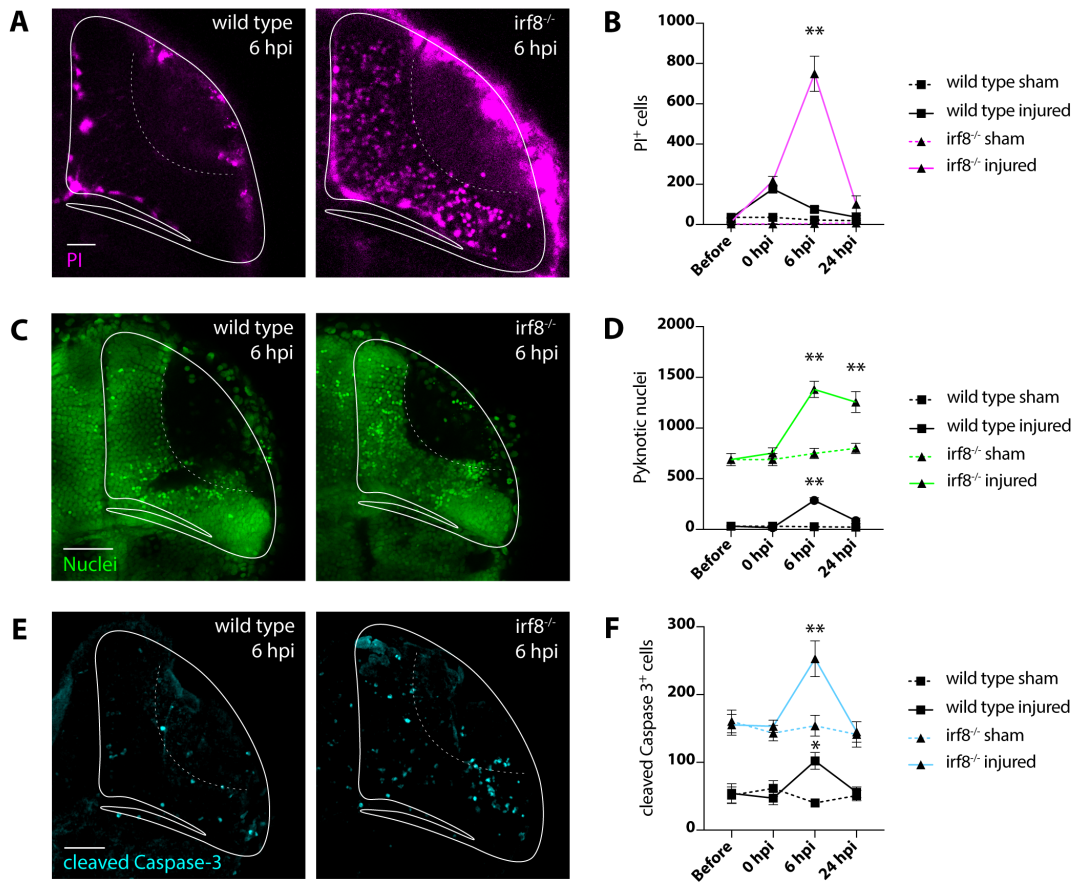 A
wild type
6 hpi
PI
irf8-/-
6 hpi
B
PI+ cells
1000
800
600
400
200
0
**
Before
0 hpi
6 hpi
24 hpi
wild type sham
wild type injured
irf8-/- sham
irf8-/- injured
C
wild type
6 hpi
Nuclei
irf8-/-
6 hpi
D
Pyknotic nuclei
2000
1500
1000
500
0
**
**
**
Before
0 hpi
6 hpi
24 hpi
wild type sham
wild type injured
irf8-/- sham
irf8-/- injured
E
wild type
6 hpi
cleaved Caspase-3
irf8-/-
6 hpi
F
cleaved Caspase 3+ cells
300
200
100
0
**
*
Before
0 hpi
6 hpi
24 hpi
wild type sham
wild type injured
irf8-/- sham
irf8-/- injured